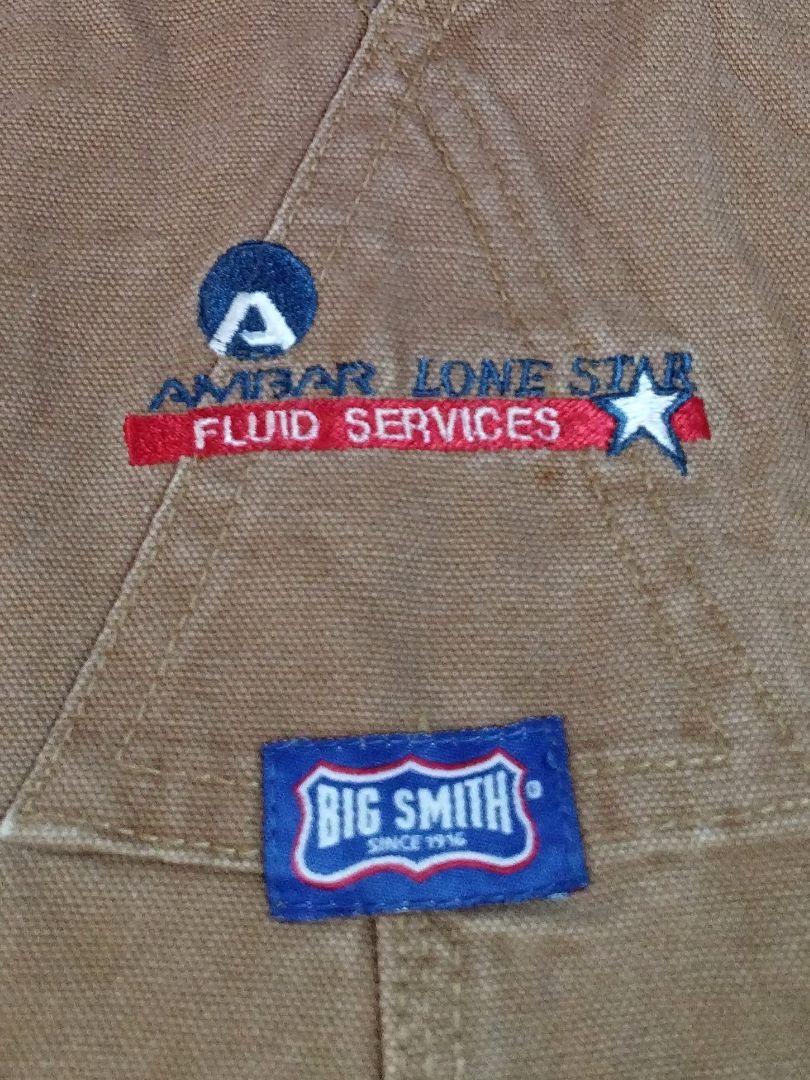 A
AMBAR LONE STAR
FLUID SERVICES
BIG SMITH®
SINCE 1916